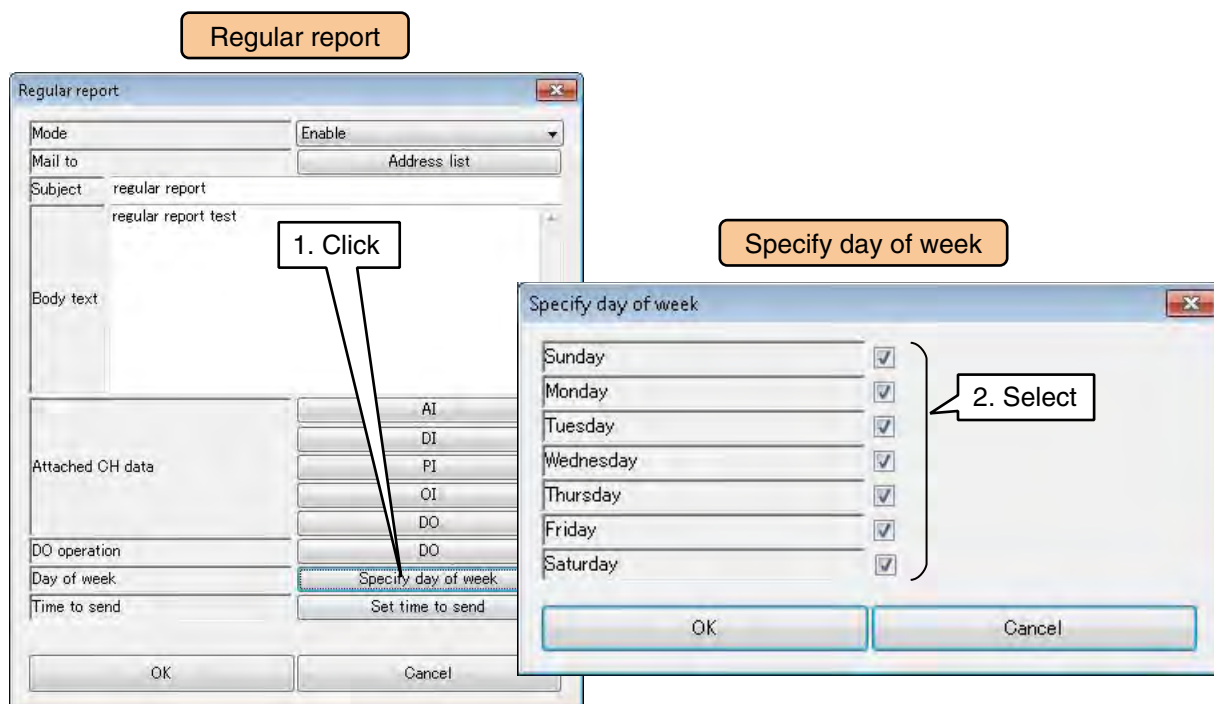 Regular report
Regular report
Mode Enable
Mail to Address list
Subject regular report
Body text regular report test
1. Click
Attached CH data AI
DI
PI
OI
DO
DO operation DO
Day of week Specify day of week
Time to send Set time to send
OK Cancel
Specify day of week
Specify day of week
Sunday
Monday
Tuesday
Wednesday
Thursday
Friday
Saturday
2. Select
OK Cancel